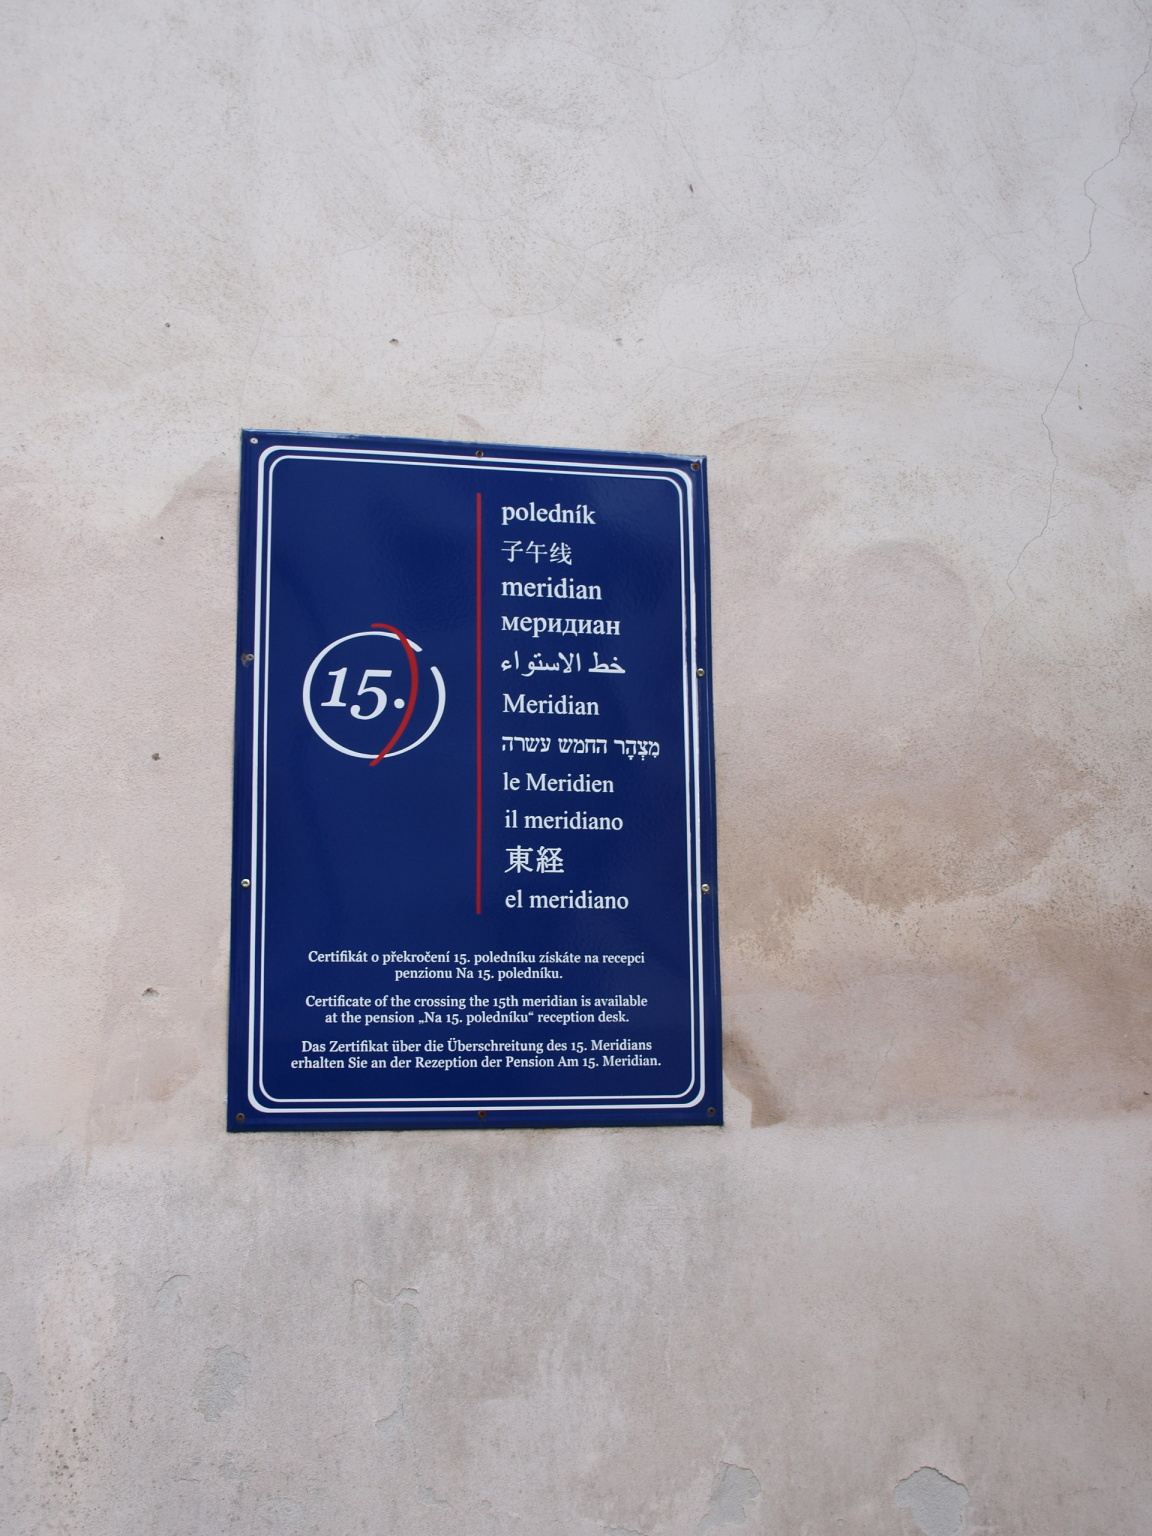 15.
poledník
子午线
meridian
меридиан
خط الاستواء
Meridian
מִצְהָר החמש עשרה
le Meridien
il meridiano
東経
el meridiano
Certifikát o překročení 15. poledníku získáte na recepci
penzionu Na 15. poledníku.
Certificate of the crossing the 15th meridian is available
at the pension „Na 15. poledníku“ reception desk.
Das Zertifikat über die Überschreitung des 15. Meridians
erhalten Sie an der Rezeption der Pension Am 15. Meridian.